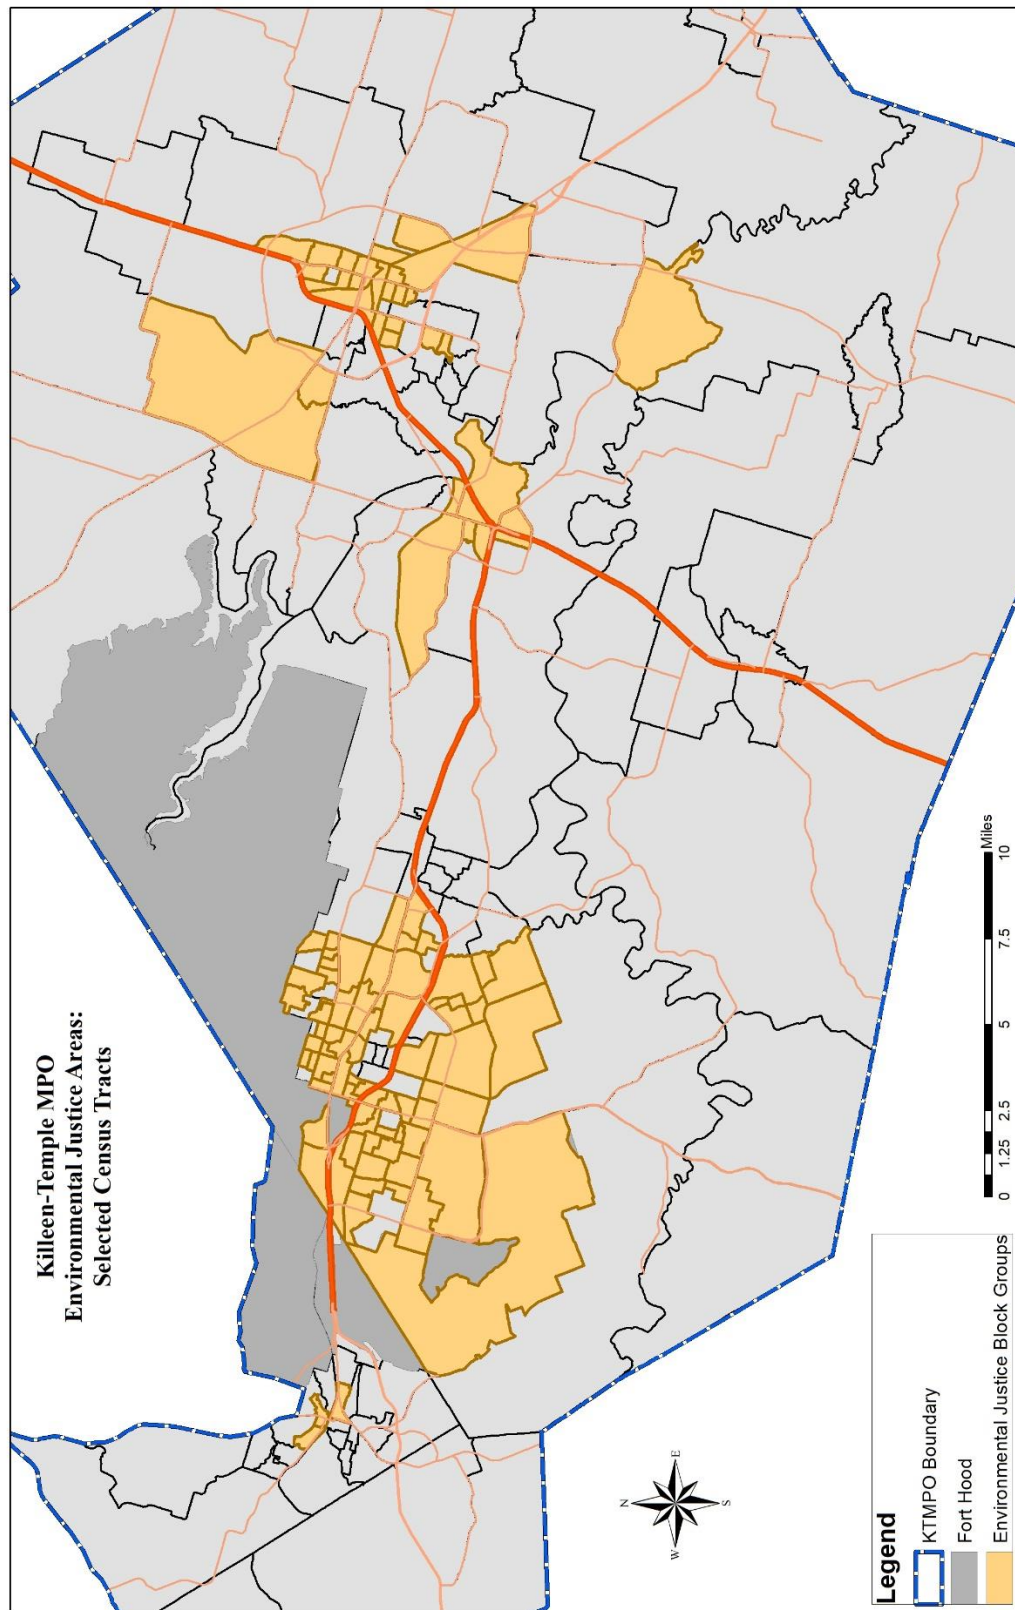 Killeen-Temple MPO
Environmental Justice Areas:
Selected Census Tracts
N
W
E
S
0 1.25 2.5 5 7.5 10
Miles
Legend
KTMPO Boundary
Fort Hood
Environmental Justice Block Groups